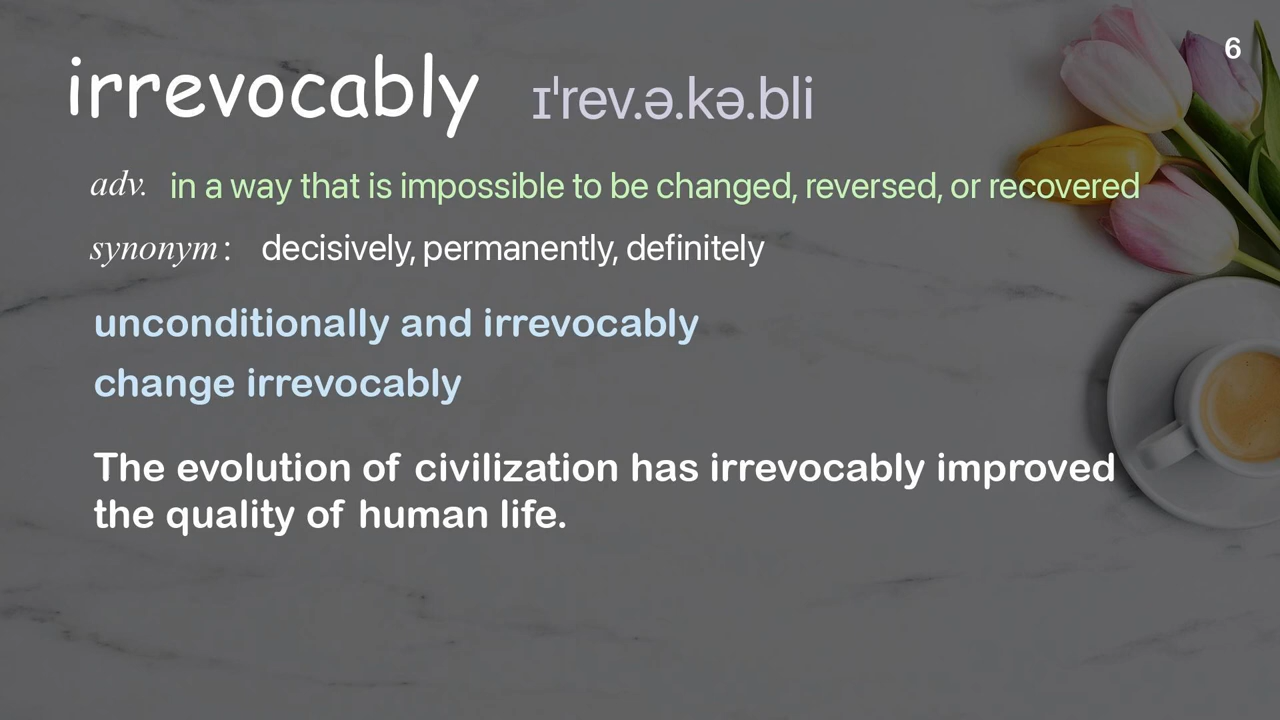 6
irrevocably ɪˈrev.ə.kə.bli
adv. in a way that is impossible to be changed, reversed, or recovered
synonym: decisively, permanently, definitely
unconditionally and irrevocably
change irrevocably
The evolution of civilization has irrevocably improved
the quality of human life.